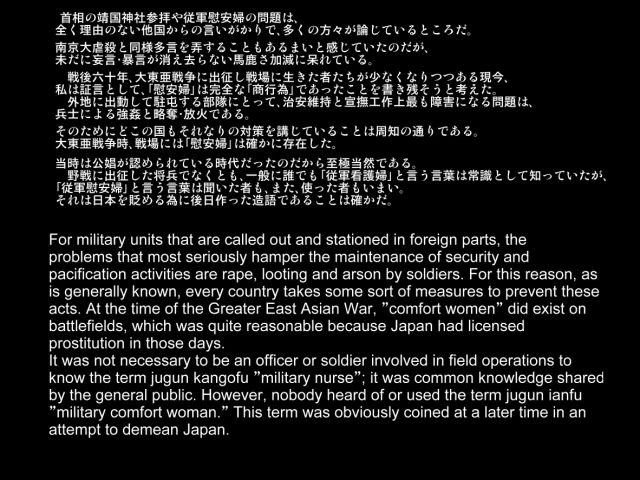 首相の靖国神社参拝や従軍慰安婦の問題は、
全く理由のない他国からの言いがかりで、多くの方々が論じているところだ。
南京大虐殺と同様多言を弄することもあるまいと感じていたのだが、
未だに妄言・暴言が消え去らない馬鹿さ加減に呆れている。
戦後六十年、大東亜戦争に出征し戦場に生きた者たちが少なくなりつつある現今、
私は証言として、「慰安婦」は完全な「商行為」であったことを書き残そうと考えた。
外地に出動して駐屯する部隊にとって、治安維持と宣撫工作上最も障害になる問題は、
兵士による強姦と略奪・放火である。
そのためにどこの国もそれなりの対策を講じていることは周知の通りである。
大東亜戦争時、戦場には「慰安婦」は確かに存在した。
当時は公娼が認められている時代だったのだから至極当然である。
野戦に出征した将兵でなくとも、一般に誰でも「従軍看護婦」と言う言葉は常識として知っていたが、
「従軍慰安婦」と言う言葉は聞いた者も、また、使った者もいまい。
それは日本を貶める為に後日作った造語であることは確かだ。
For military units that are called out and stationed in foreign parts, the
problems that most seriously hamper the maintenance of security and
pacification activities are rape, looting and arson by soldiers. For this reason, as
is generally known, every country takes some sort of measures to prevent these
acts. At the time of the Greater East Asian War, ”comfort women” did exist on
battlefields, which was quite reasonable because Japan had licensed
prostitution in those days.
It was not necessary to be an officer or soldier involved in field operations to
know the term jugun kangofu ”military nurse”; it was common knowledge shared
by the general public. However, nobody heard of or used the term jugun ianfu
”military comfort woman.” This term was obviously coined at a later time in an
attempt to demean Japan.